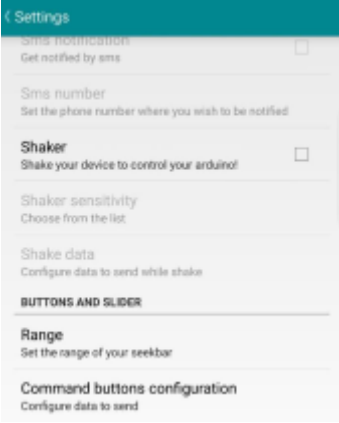 Settings
Sms notification
Get notified by sms
Sms number
Set the phone number where you wish to be notified
Shaker
Shake your device to control your arduino!
Shaker sensitivity
Choose from the list
Shake data
Configure data to send while shake
BUTTONS AND SLIDER
Range
Set the range of your seekbar
Command buttons configuration
Configure data to send